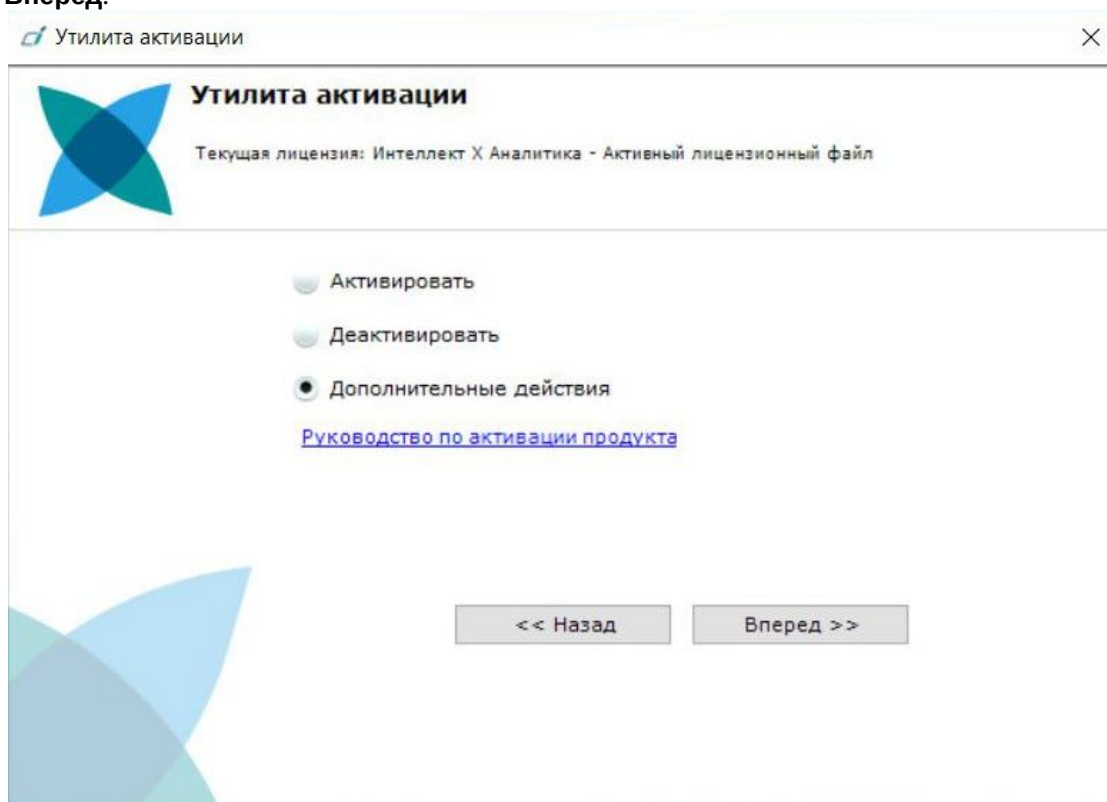 Вперед.
Утилита активации
Утилита активации
Текущая лицензия: Интеллект X Аналитика - Активный лицензионный файл
Активировать
Деактивировать
Дополнительные действия
Руководство по активации продукта
<< Назад
Вперед >>